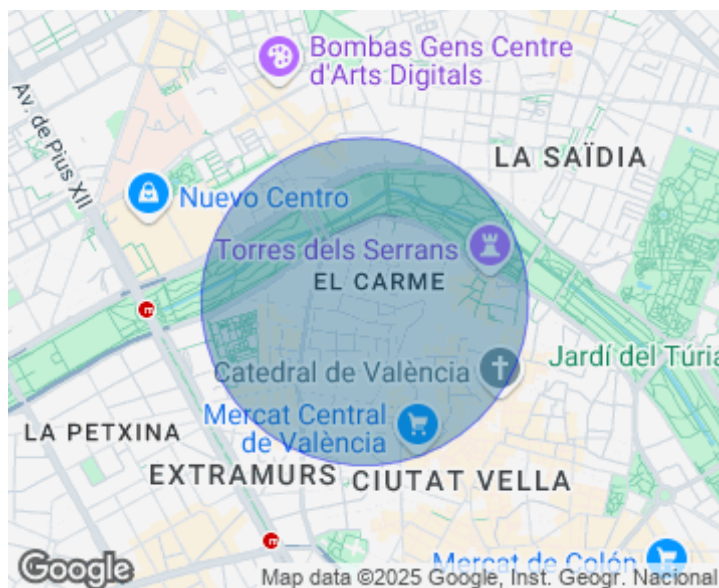 Bombas Gens Centre
d'Arts Digitals
Av. de Pius XII
LA SAÏDIA
Nuevo Centro
Torres dels Serrans
EL CARME
Catedral de València
Jardí del Túria
Mercat Central
de València
LA PETXINA
EXTRAMURS
CIUTAT VELLA
Mercat de Colón
Google
Map data ©2025 Google, Inst. Geogr. Nacional